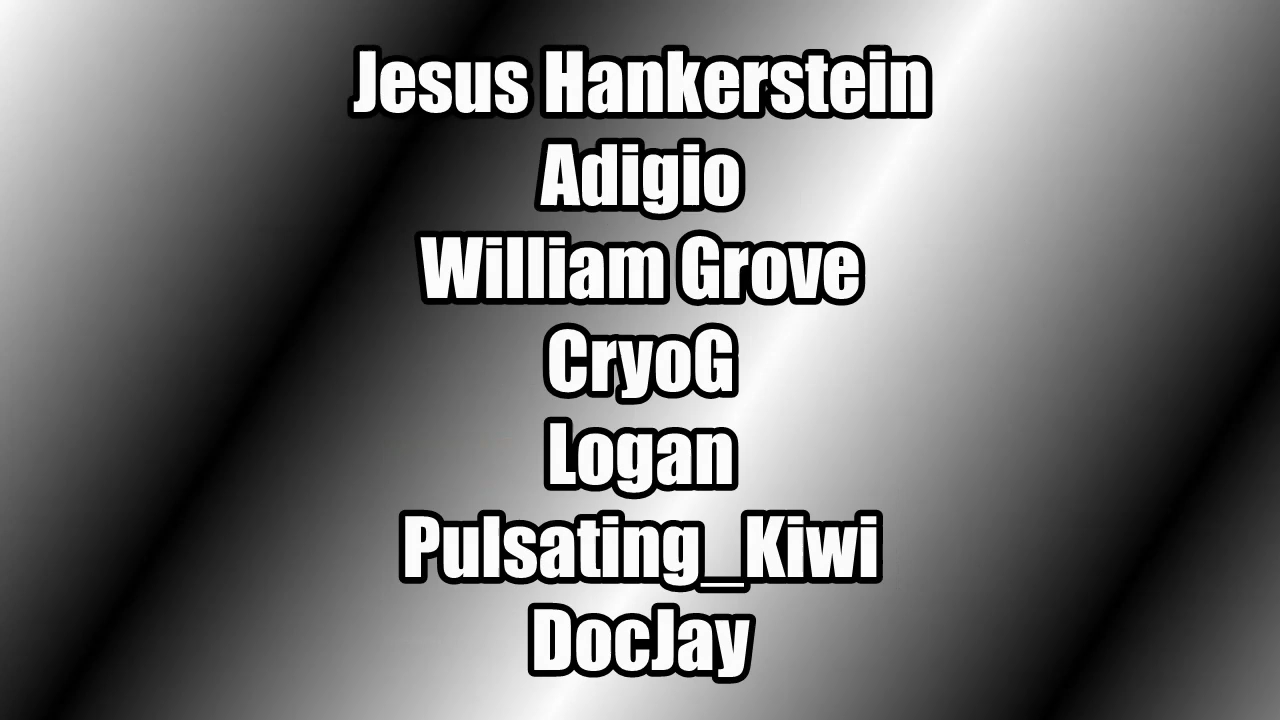 Jesus Hankerstein
Adigio
William Grove
CryoG
Logan
Pulsating_Kiwi
DocJay